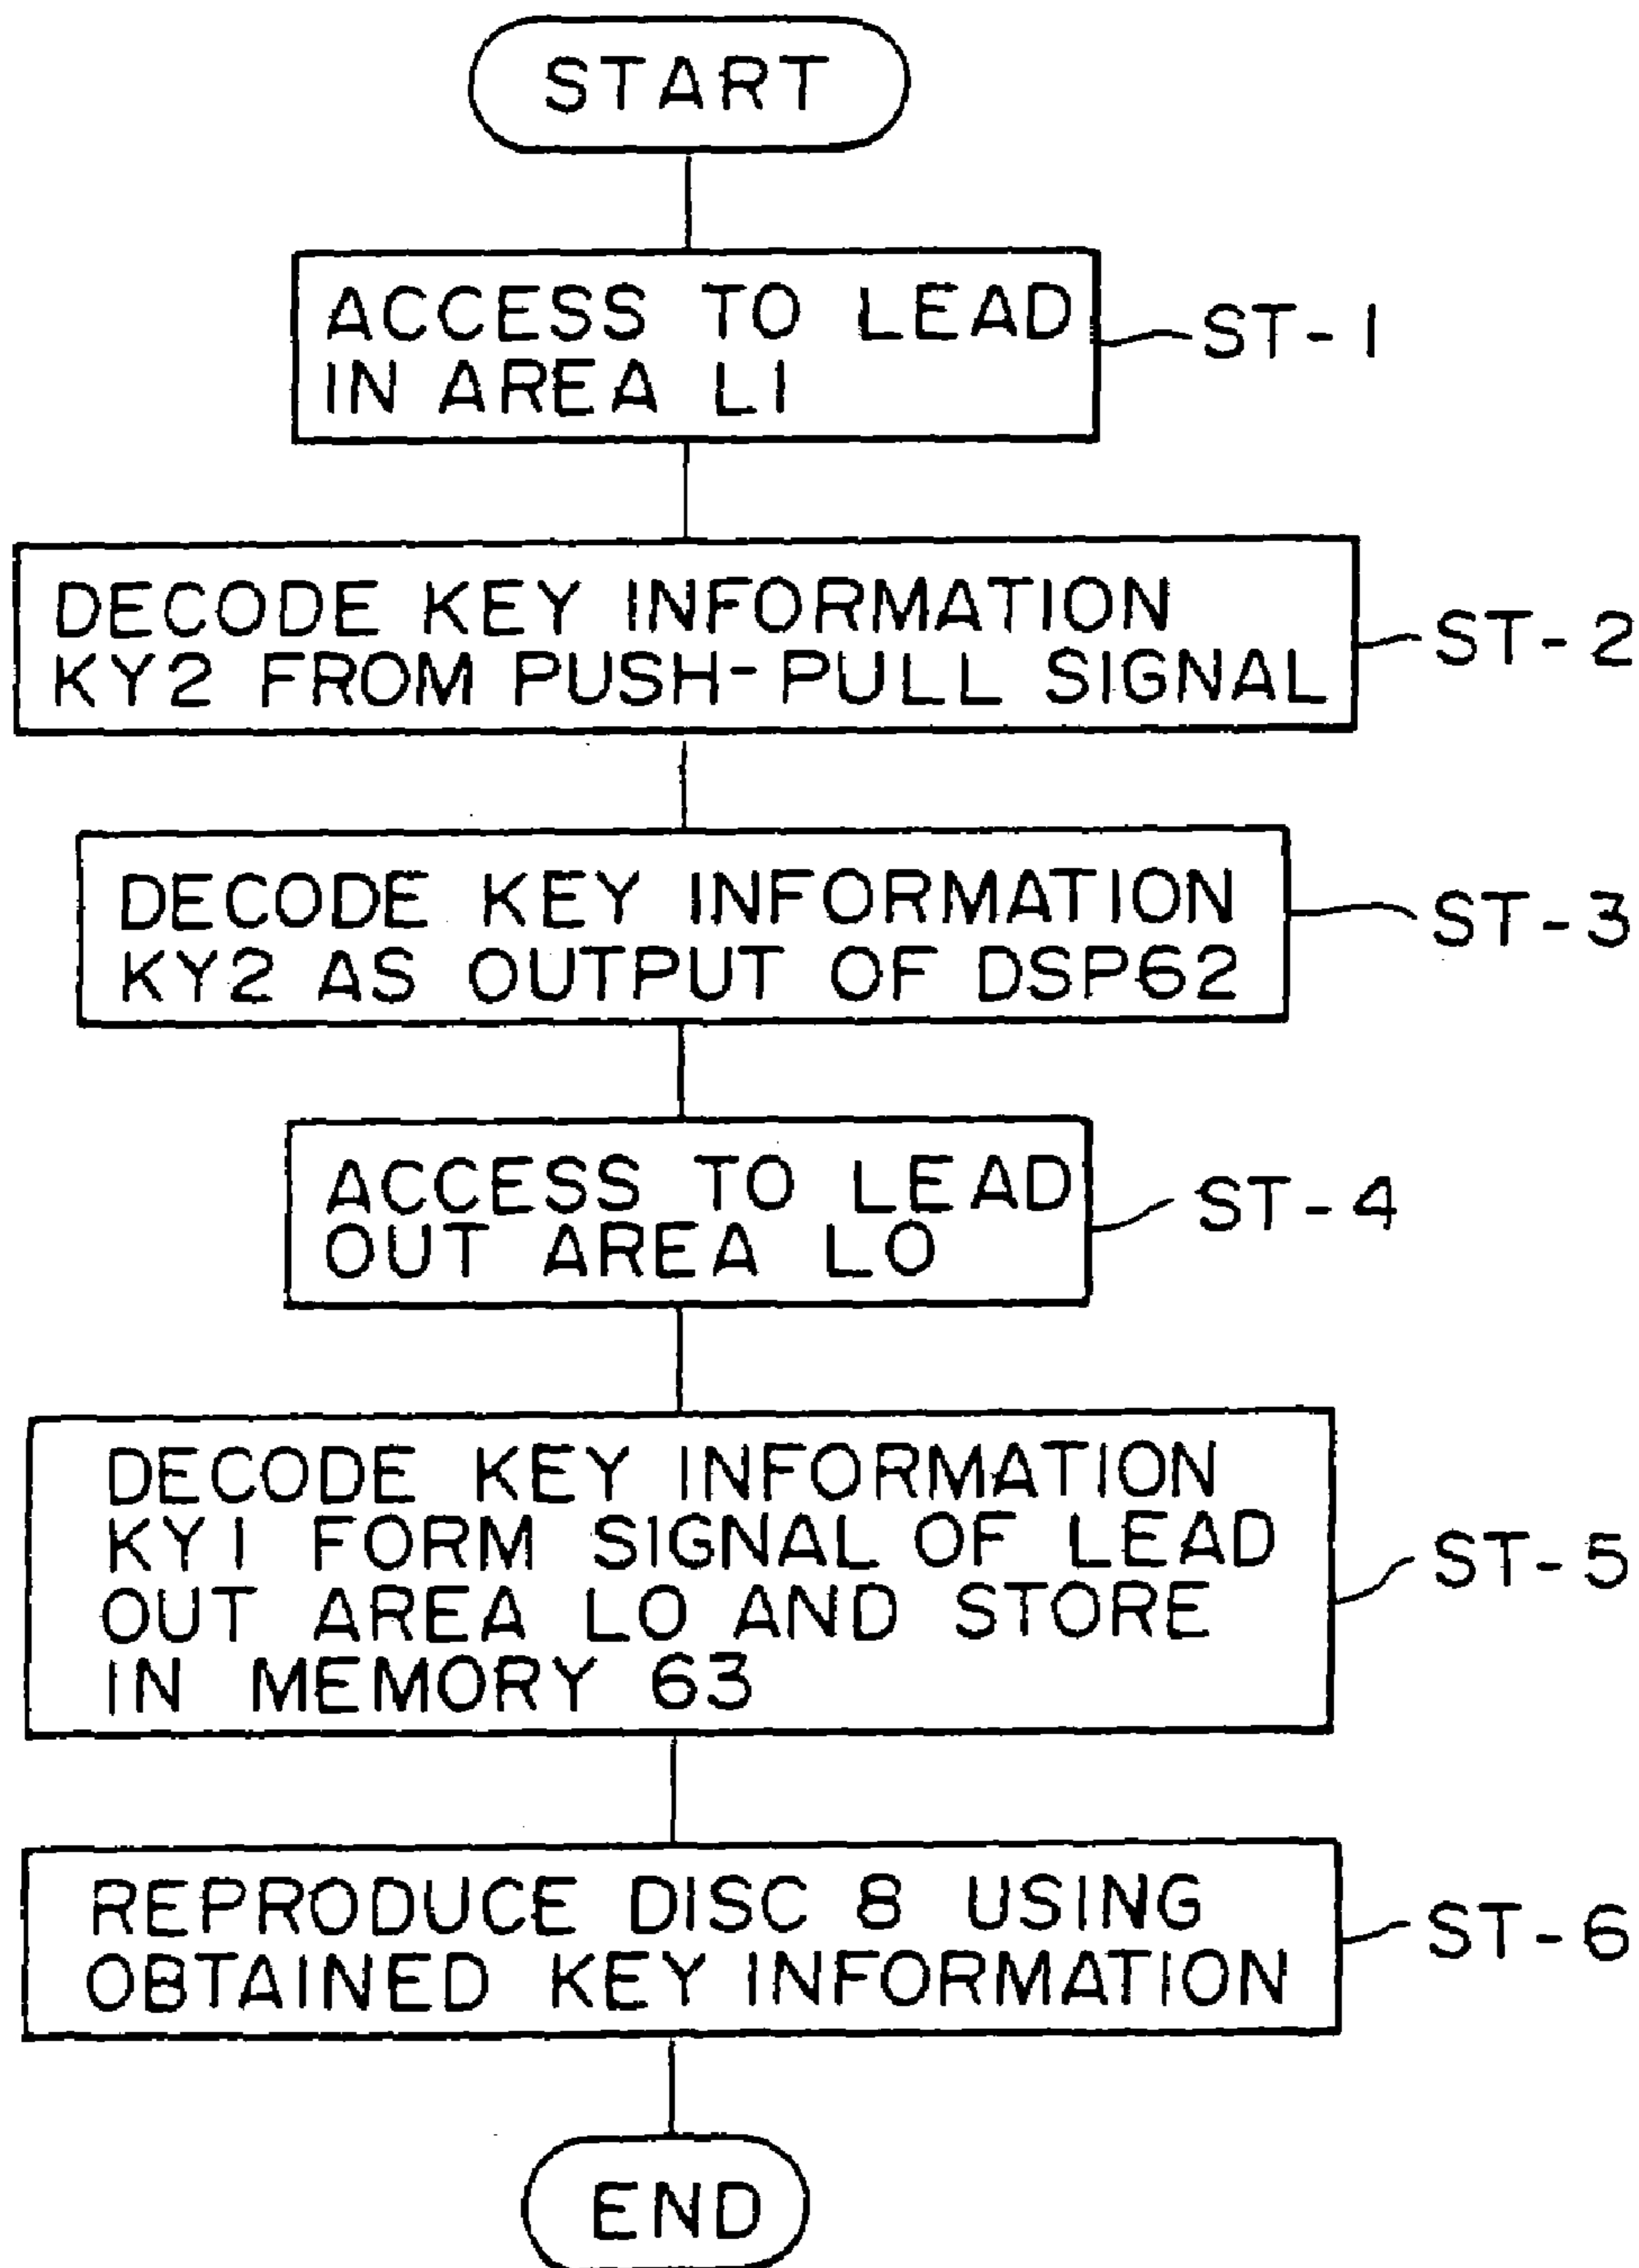 START
ACCESS TO LEAD
IN AREA LI
ST-1
DECODE KEY INFORMATION
KY2 FROM PUSH-PULL SIGNAL
ST-2
DECODE KEY INFORMATION
KY2 AS OUTPUT OF DSP62
ST-3
ACCESS TO LEAD
OUT AREA LO
ST-4
DECODE KEY INFORMATION
KY1 FORM SIGNAL OF LEAD
OUT AREA LO AND STORE
IN MEMORY 63
ST-5
REPRODUCE DISC 8 USING
OBTAINED KEY INFORMATION
ST-6
END